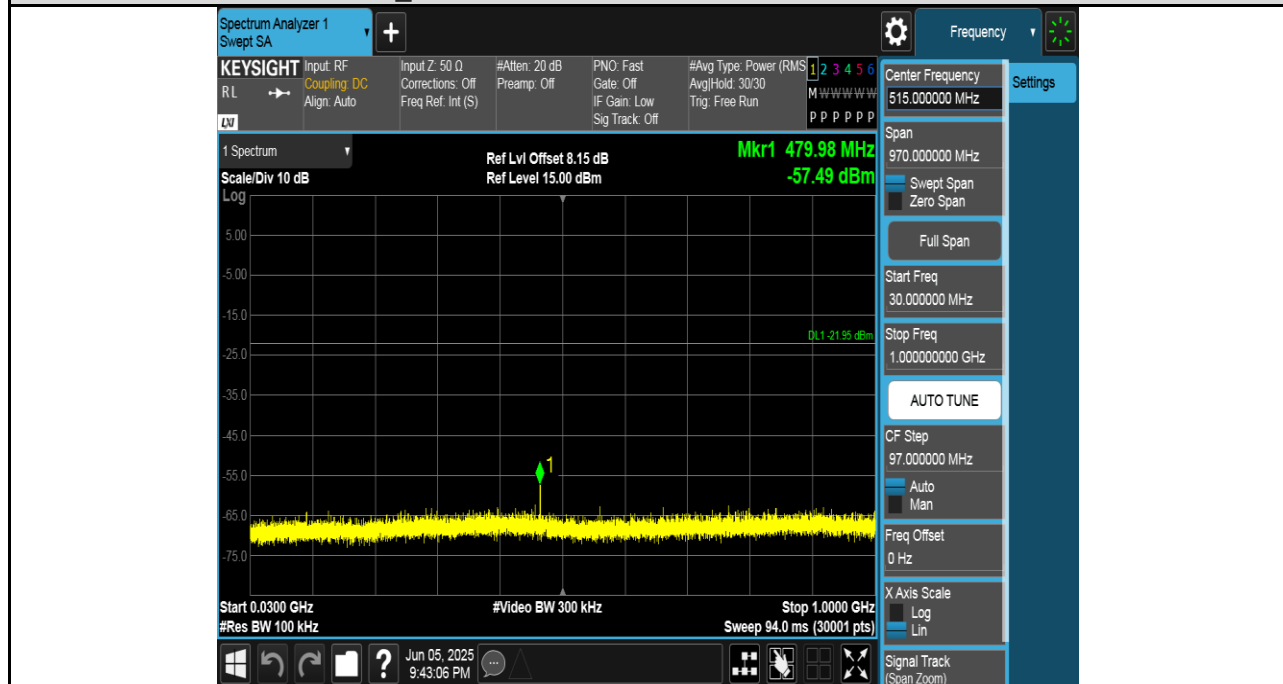 Spectrum Analyzer 1
Swept SA
+
Frequency
KEYSIGHT
RL
LXI
Input: RF
Coupling: DC
Align: Auto
Input Z: 50 Ω
Corrections: Off
Freq Ref: Int (S)
#Atten: 20 dB
Preamp: Off
PNO: Fast
Gate: Off
IF Gain: Low
Sig Track: Off
#Avg Type: Power (RMS
Avg|Hold: 30/30
Trig: Free Run
1 2 3 4 5 6
M W W W W W
P P P P P P
Settings
1 Spectrum
Scale/Div 10 dB
Ref Lvl Offset 8.15 dB
Ref Level 15.00 dBm
Mkr1 479.98 MHz
-57.49 dBm
Log
5.00
-5.00
-15.0
DL1 -21.95 dBm
-25.0
-35.0
-45.0
1
-55.0
-65.0
-75.0
Start 0.0300 GHz
#Res BW 100 kHz
#Video BW 300 kHz
Stop 1.0000 GHz
Sweep 94.0 ms (30001 pts)
Center Frequency
515.000000 MHz
Span
970.000000 MHz
Swept Span
Zero Span
Full Span
Start Freq
30.000000 MHz
Stop Freq
1.000000000 GHz
AUTO TUNE
CF Step
97.000000 MHz
Auto
Man
Freq Offset
0 Hz
X Axis Scale
Log
Lin
Signal Track
(Span Zoom)
?
Jun 05, 2025
9:43:06 PM